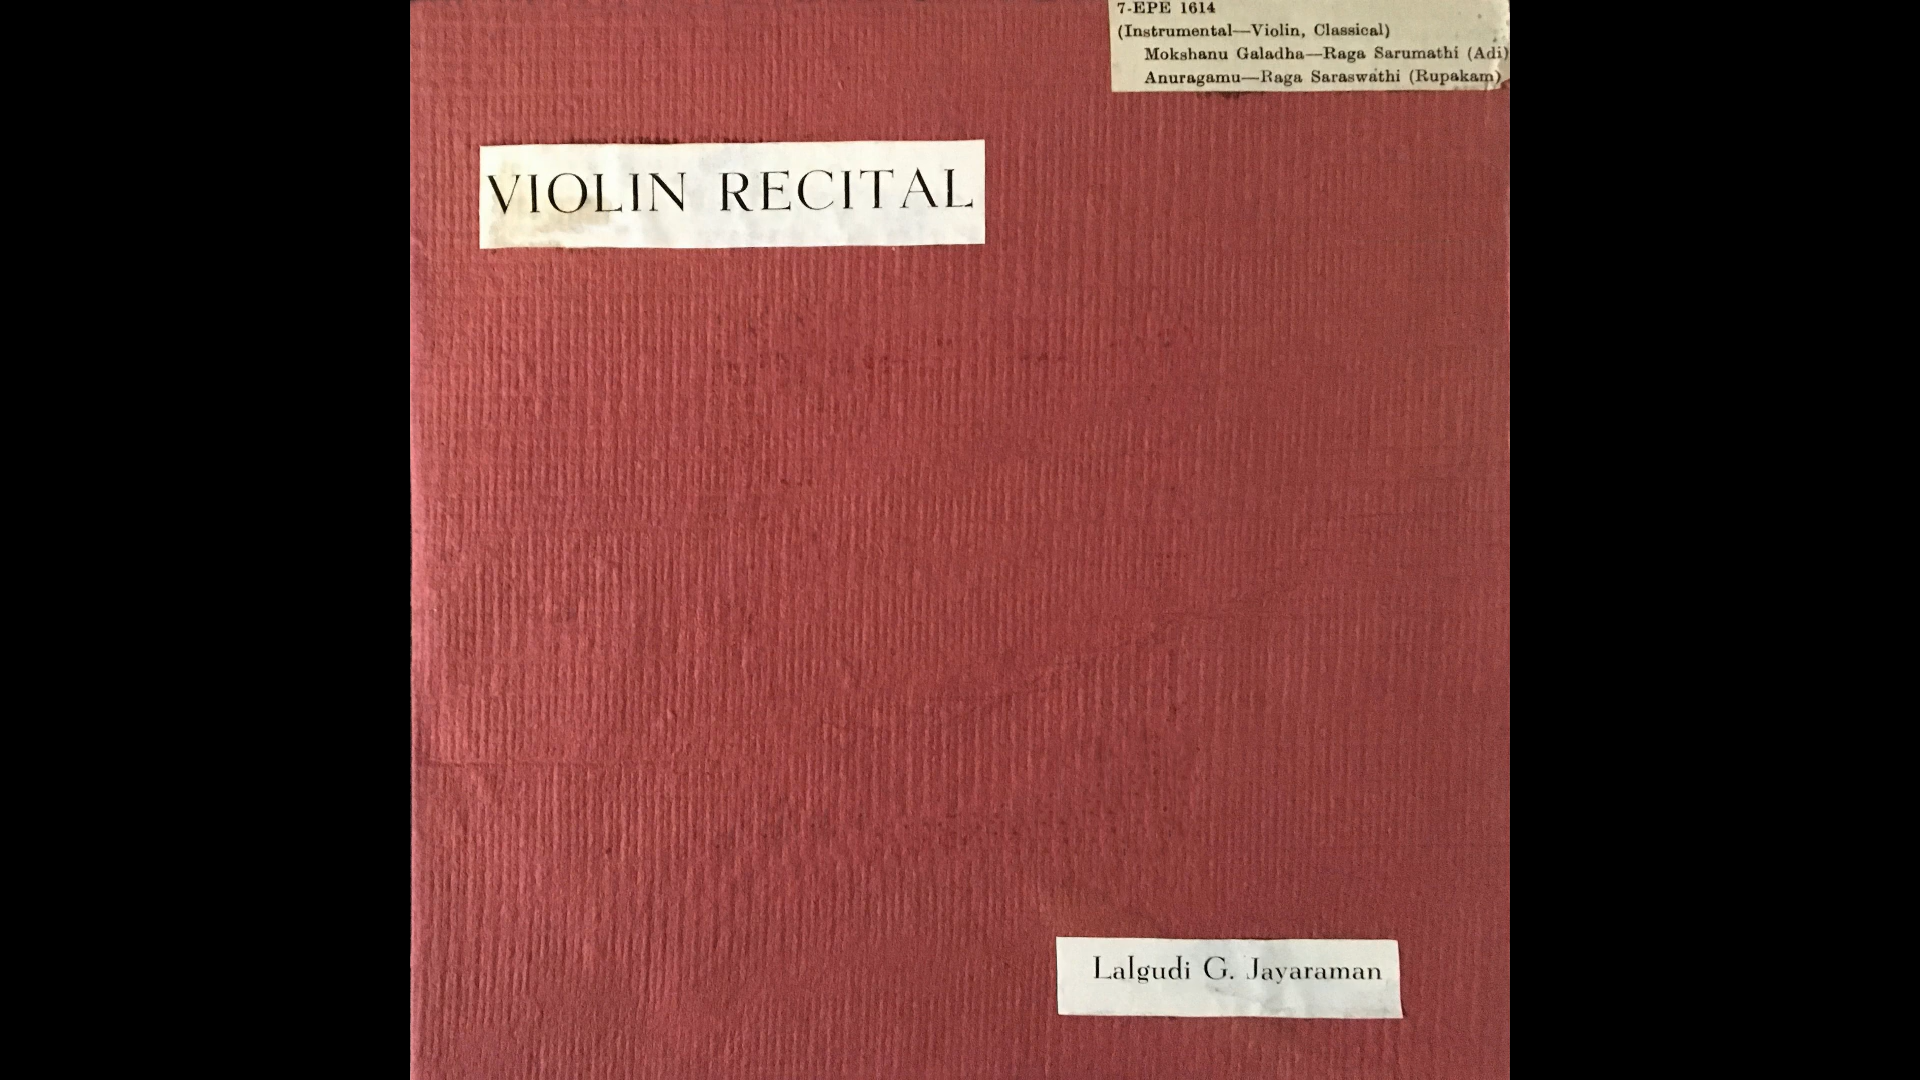 7-EPE 1614
(Instrumental—Violin, Classical)
Mokshanu Galadha—Raga Sarumathi (Adi)
Anuragamu—Raga Saraswathi (Rupakam)
VIOLIN RECITAL
Lalgudi G. Jayaraman